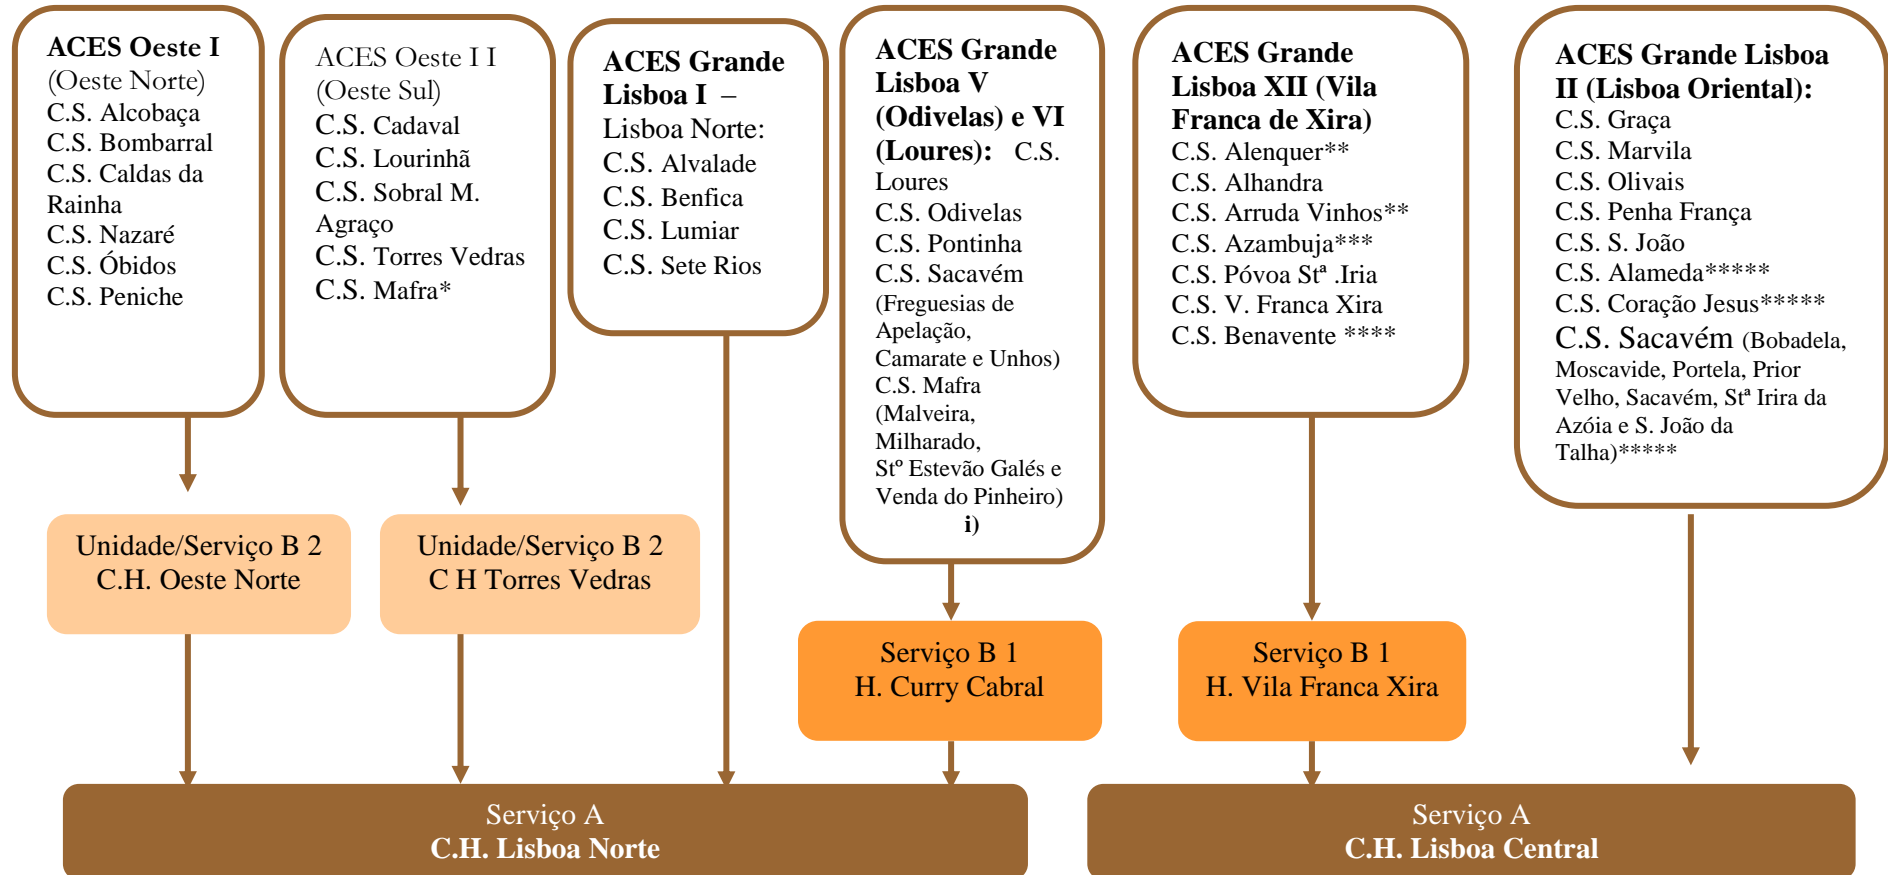 ACES Oeste I
(Oeste Norte)
C.S. Alcobaça
C.S. Bombarral
C.S. Caldas da
Rainha
C.S. Nazaré
C.S. Óbidos
C.S. Peniche
ACES Oeste I I
(Oeste Sul)
C.S. Cadaval
C.S. Lourinhã
C.S. Sobral M.
Agraço
C.S. Torres Vedras
C.S. Mafra*
ACES Grande
Lisboa I –
Lisboa Norte:
C.S. Alvalade
C.S. Benfica
C.S. Lumiar
C.S. Sete Rios
ACES Grande
Lisboa V
(Odivelas) e VI
(Loures): C.S.
Loures
C.S. Odivelas
C.S. Pontinha
C.S. Sacavém
(Freguesias de
Apelação,
Camarate e Unhos)
C.S. Mafra
(Malveira,
Milharado,
Stº Estevão Galés e
Venda do Pinheiro)
i)
ACES Grande
Lisboa XII (Vila
Franca de Xira)
C.S. Alenquer**
C.S. Alhandra
C.S. Arruda Vinhos**
C.S. Azambuja***
C.S. Póvoa Stª .Iria
C.S. V. Franca Xira
C.S. Benavente ****
ACES Grande Lisboa
II (Lisboa Oriental):
C.S. Graça
C.S. Marvila
C.S. Olivais
C.S. Penha França
C.S. S. João
C.S. Alameda*****
C.S. Coração Jesus*****
C.S. Sacavém (Bobadela,
Moscavide, Portela, Prior
Velho, Sacavém, Stª Irira da
Azóia e S. João da
Talha)*****
Unidade/Serviço B 2
C.H. Oeste Norte
Unidade/Serviço B 2
C H Torres Vedras
Serviço B 1
H. Curry Cabral
Serviço B 1
H. Vila Franca Xira
Serviço A
C.H. Lisboa Norte
Serviço A
C.H. Lisboa Central